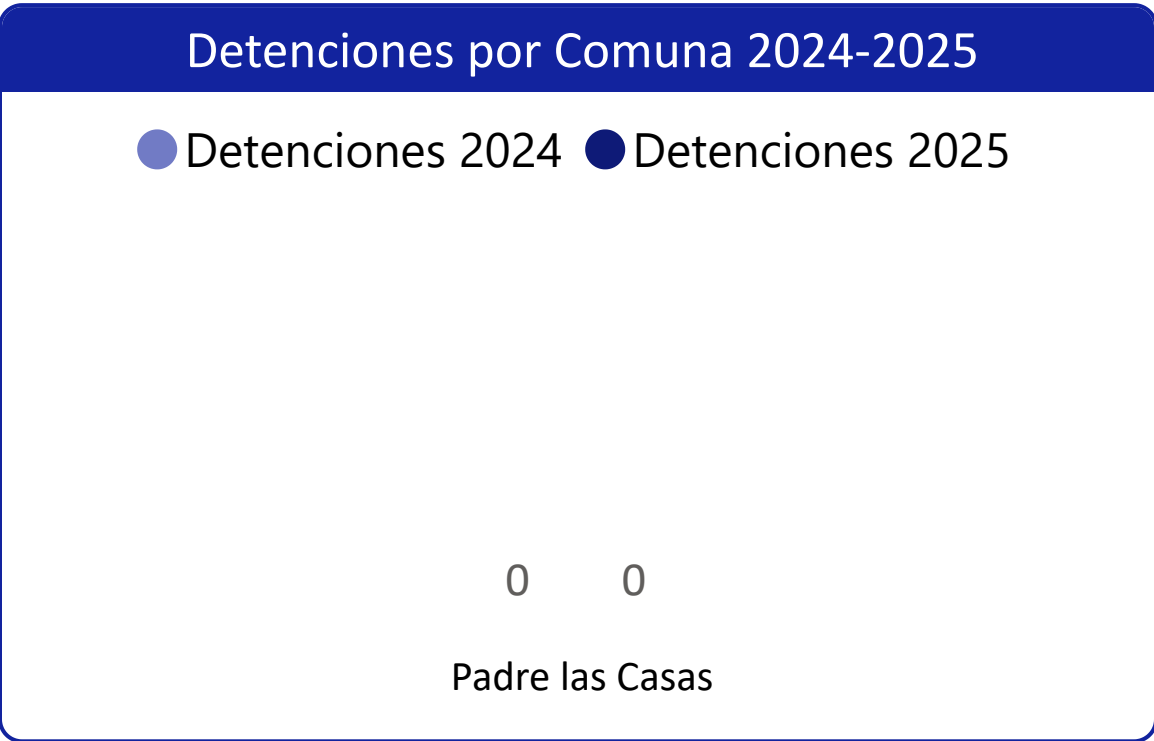 Detenciones por Comuna 2024-2025
Detenciones 2024 Detenciones 2025
0 0
Padre las Casas